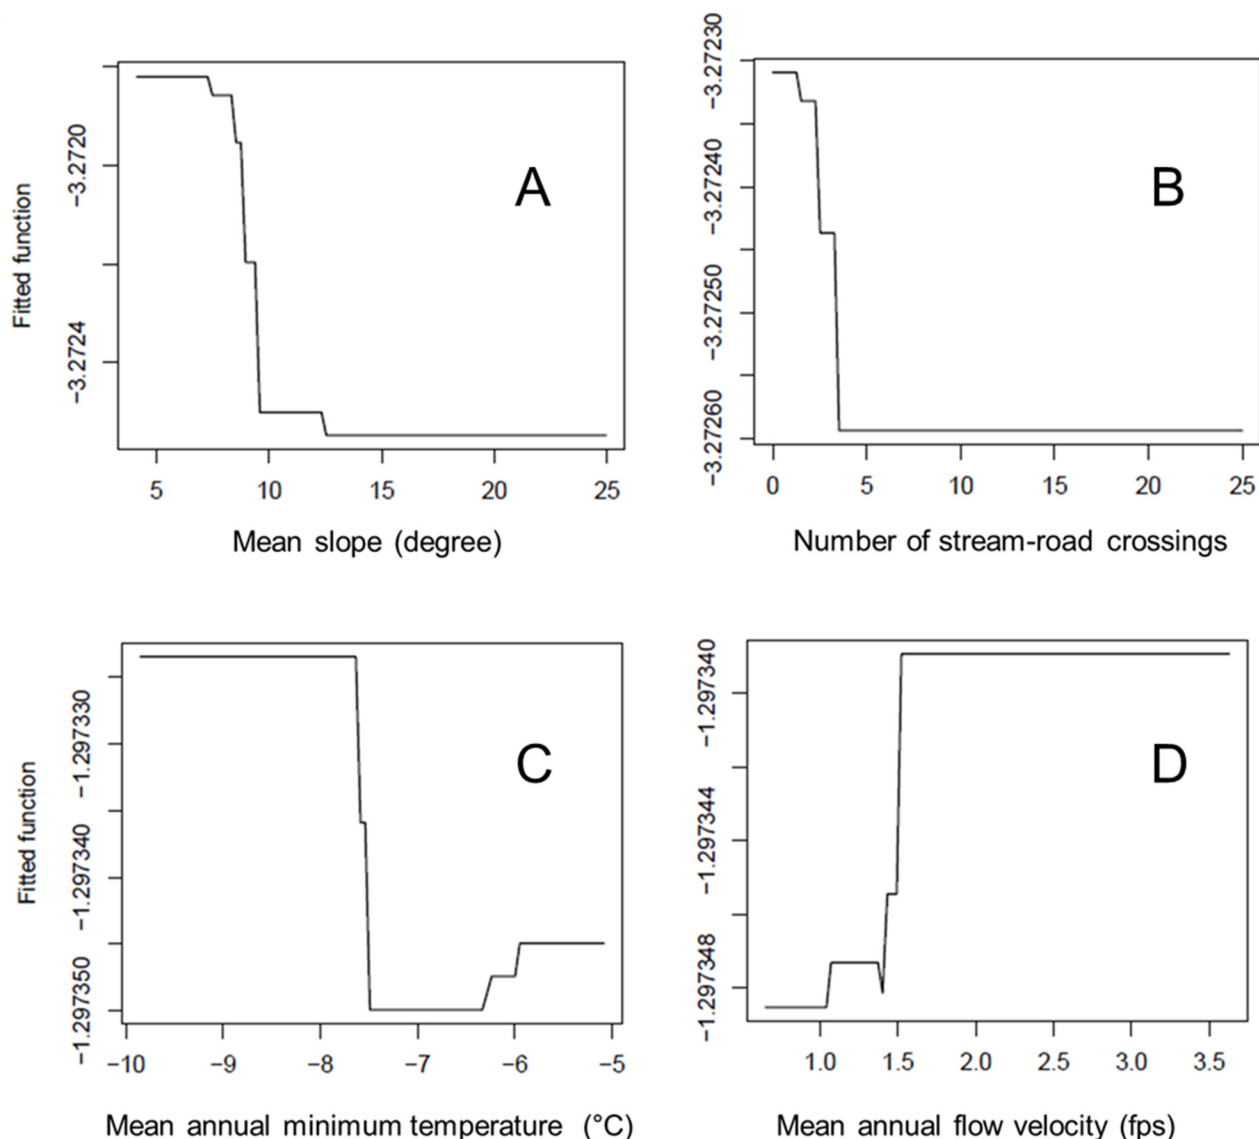 Fitted function
−3.2720
−3.2724
A
5 10 15 20 25
Mean slope (degree)
−3.27230
−3.27240
−3.27250
−3.27260
B
0 5 10 15 20 25
Number of stream-road crossings
Fitted function
−1.297330
−1.297340
−1.297350
C
−10 −9 −8 −7 −6 −5
Mean annual minimum temperature (°C)
−1.297340
−1.297344
−1.297348
D
1.0 1.5 2.0 2.5 3.0 3.5
Mean annual flow velocity (fps)